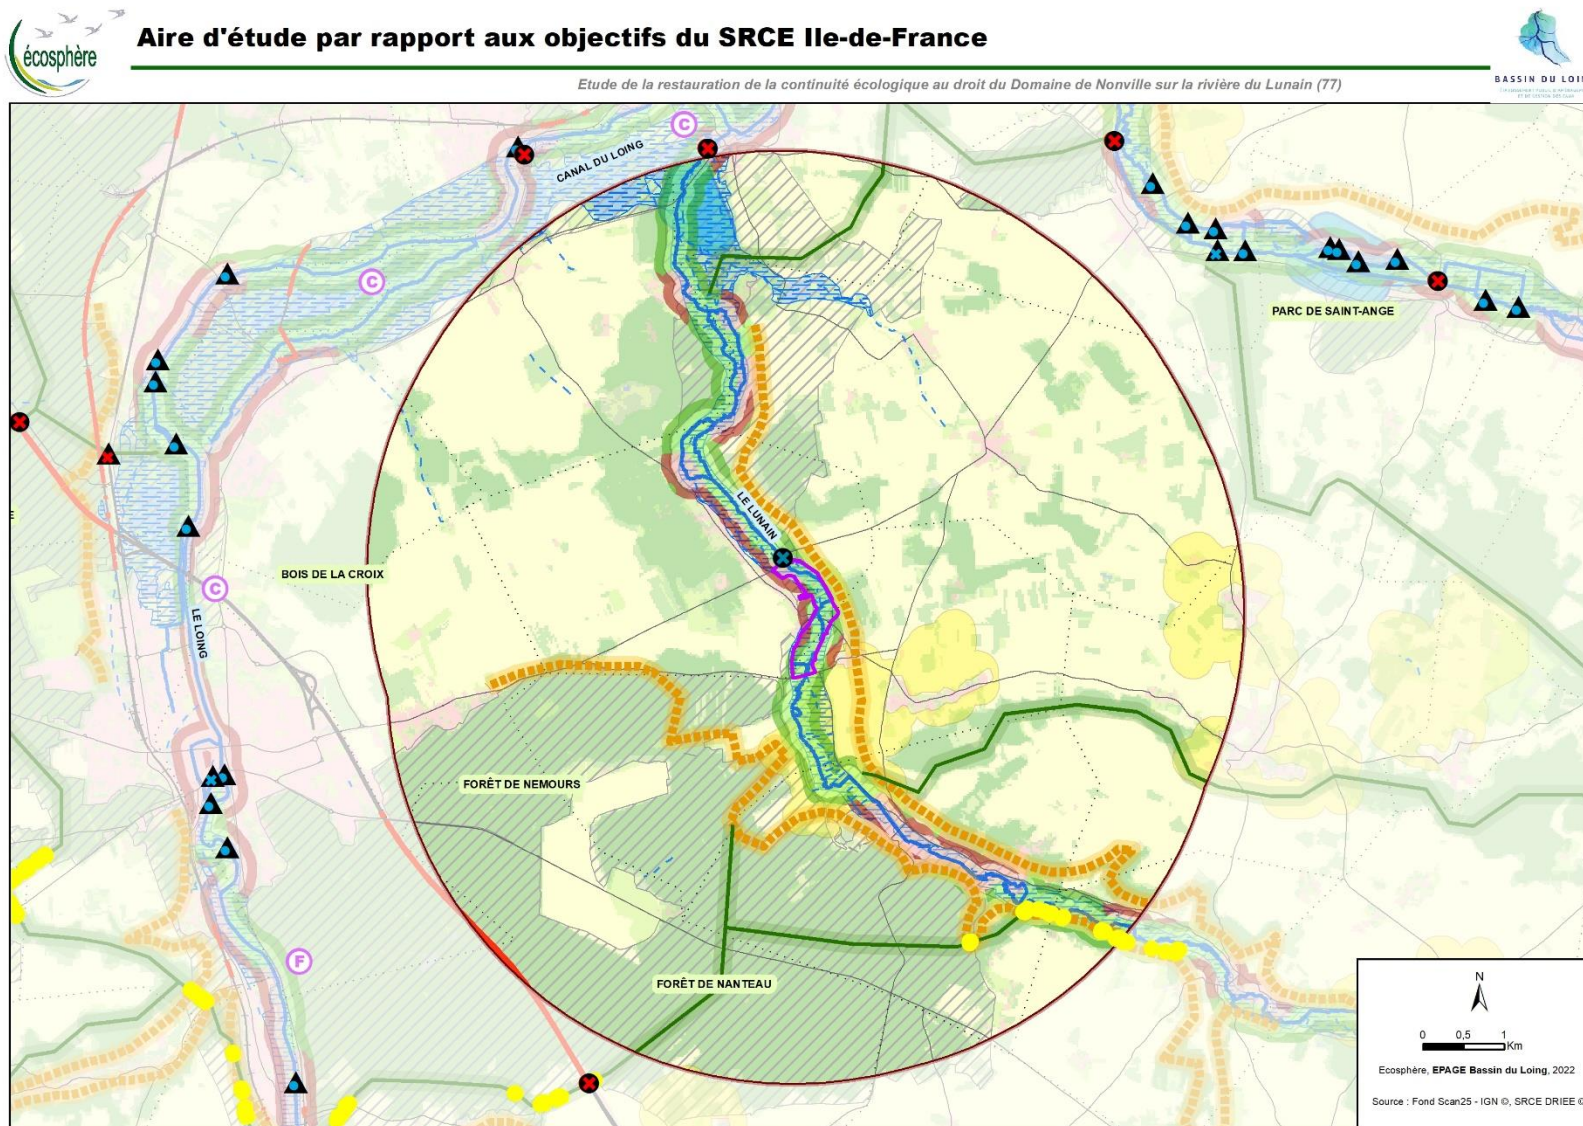 écosphère
Aire d'étude par rapport aux objectifs du SRCE Ile-de-France
Etude de la restauration de la continuité écologique au droit du Domaine de Nonville sur la rivière du Lunain (77)
BASSIN DU LOIN
C
CANAL DU LOING
C
PARC DE SAINT-ANGE
E
LE LUNAIN
BOIS DE LA CROIX
C
LE LOING
FORÊT DE NEMOURS
F
FORÊT DE NANTEAU
N
0 0,5 1
Km
Ecosphère, EPAGE Bassin du Loing, 2022
Source : Fond Scan25 - IGN ©, SRCE DRIEE ©